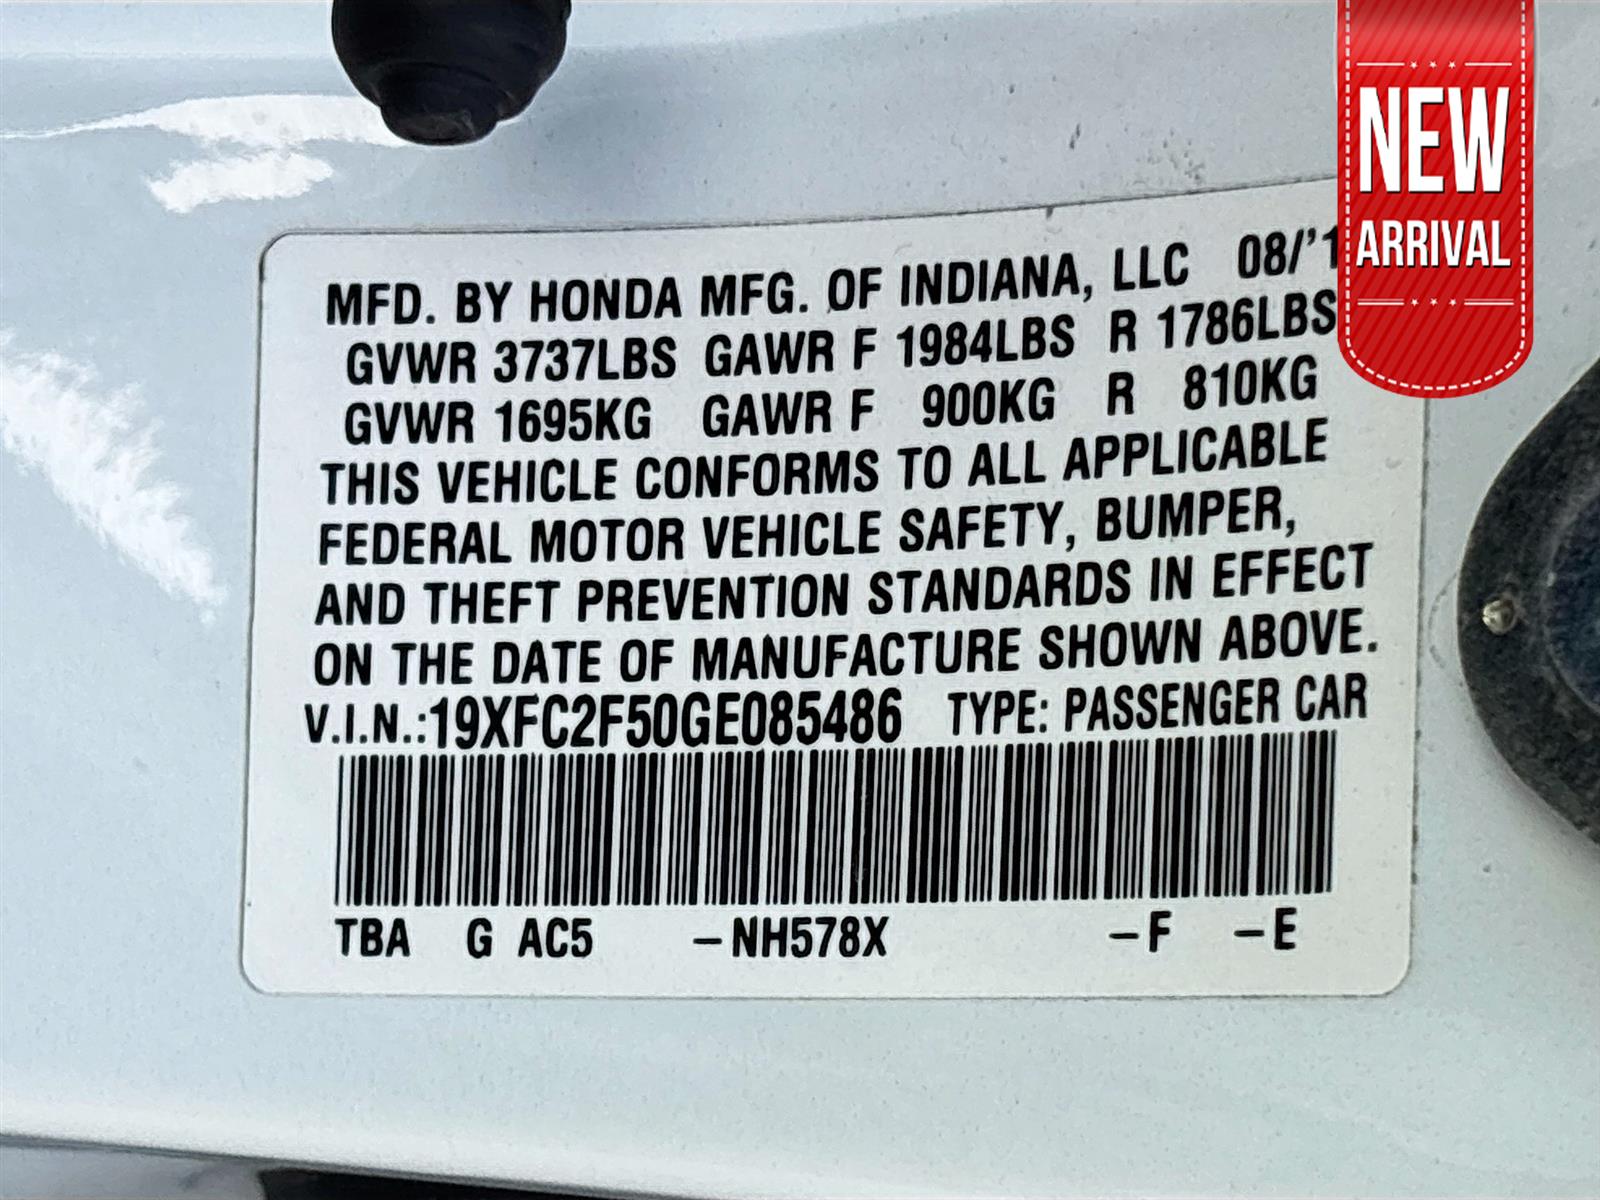 NEW
ARRIVAL
MFD. BY HONDA MFG. OF INDIANA, LLC 08/'1
GVWR 3737LBS GAWR F 1984LBS R 1786LBS
GVWR 1695KG GAWR F 900KG R 810KG
THIS VEHICLE CONFORMS TO ALL APPLICABLE
FEDERAL MOTOR VEHICLE SAFETY, BUMPER,
AND THEFT PREVENTION STANDARDS IN EFFECT
ON THE DATE OF MANUFACTURE SHOWN ABOVE.
V.I.N.:19XFC2F50GE085486 TYPE: PASSENGER CAR
TBA G AC5 –NH578X –F –E